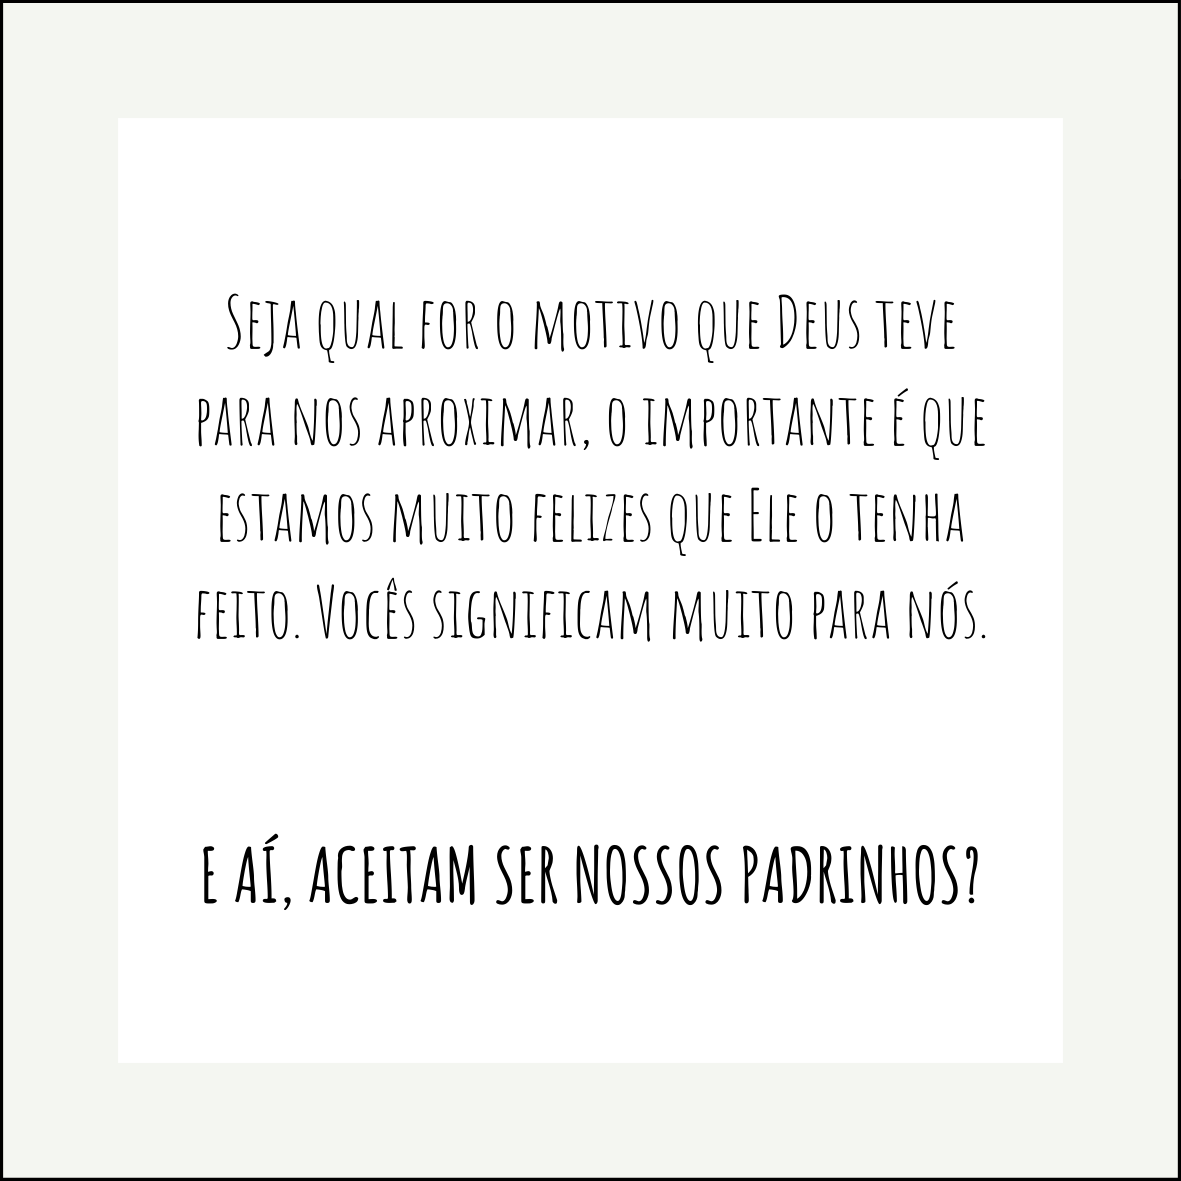 Seja qual for o motivo que Deus teve
para nos aproximar, o importante é que
estamos muito felizes que Ele o tenha
feito. Vocês significam muito para nós.
E AÍ, ACEITAM SER NOSSOS PADRINHOS?